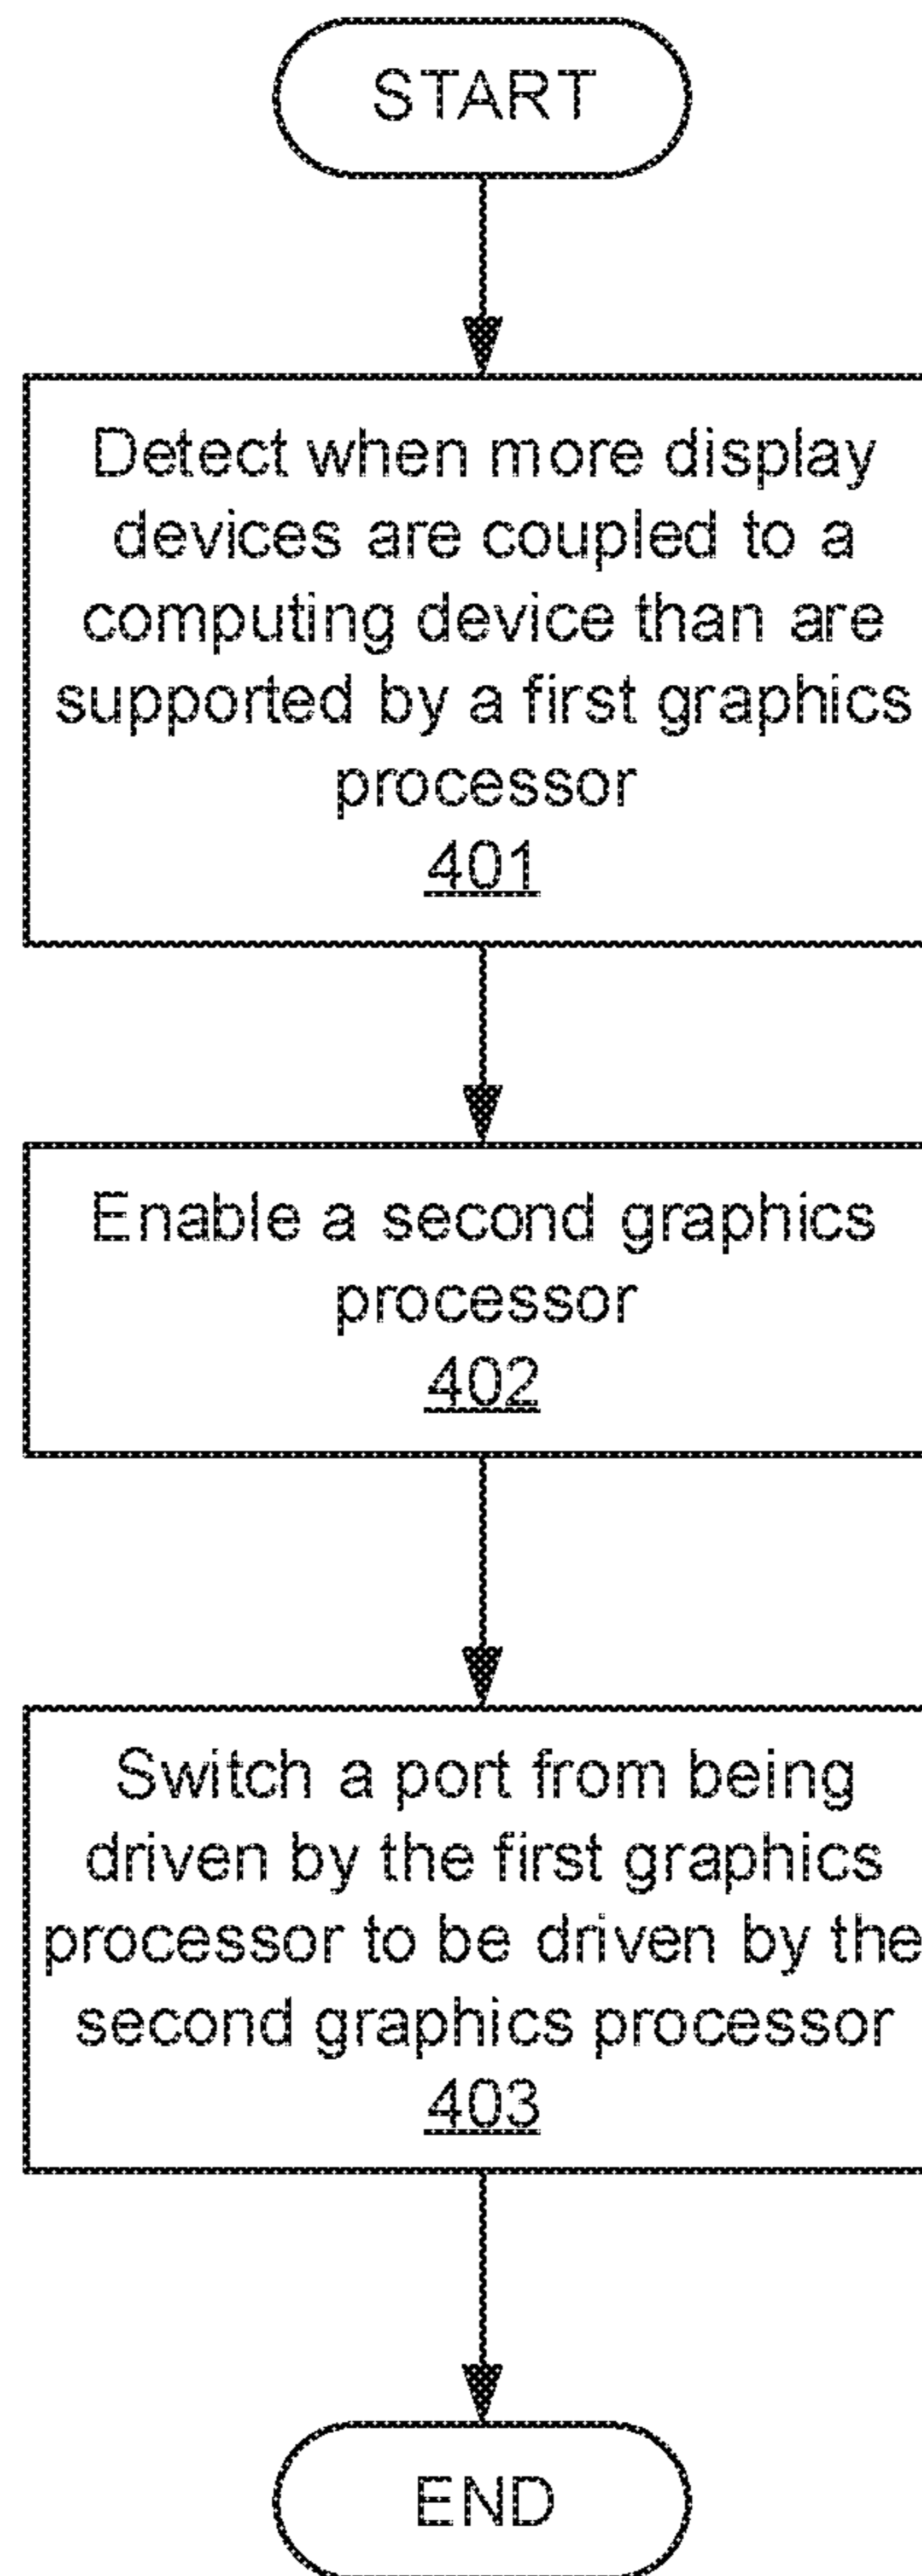 START
Detect when more display
devices are coupled to a
computing device than are
supported by a first graphics
processor
401
Enable a second graphics
processor
402
Switch a port from being
driven by the first graphics
processor to be driven by the
second graphics processor
403
END